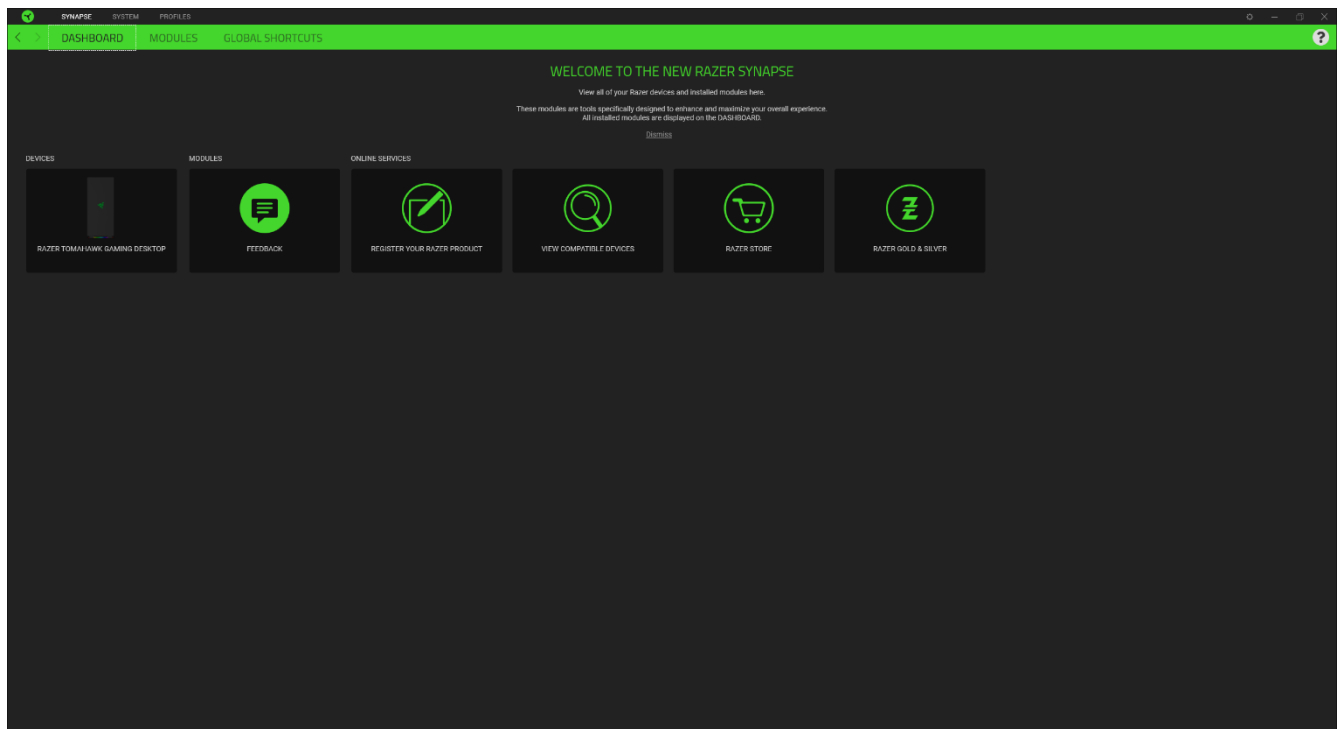 SYNAPSE SYSTEM PROFILES
DASHBOARD MODULES GLOBAL SHORTCUTS ?
WELCOME TO THE NEW RAZER SYNAPSE
View all of your Razer devices and installed modules here.
These modules are tools specifically designed to enhance and maximize your overall experience.
All installed modules are displayed on the DASHBOARD.
Dismiss
DEVICES MODULES ONLINE SERVICES
RAZER TOMAHAWK GAMING DESKTOP FEEDBACK REGISTER YOUR RAZER PRODUCT VIEW COMPATIBLE DEVICES RAZER STORE RAZER GOLD & SILVER